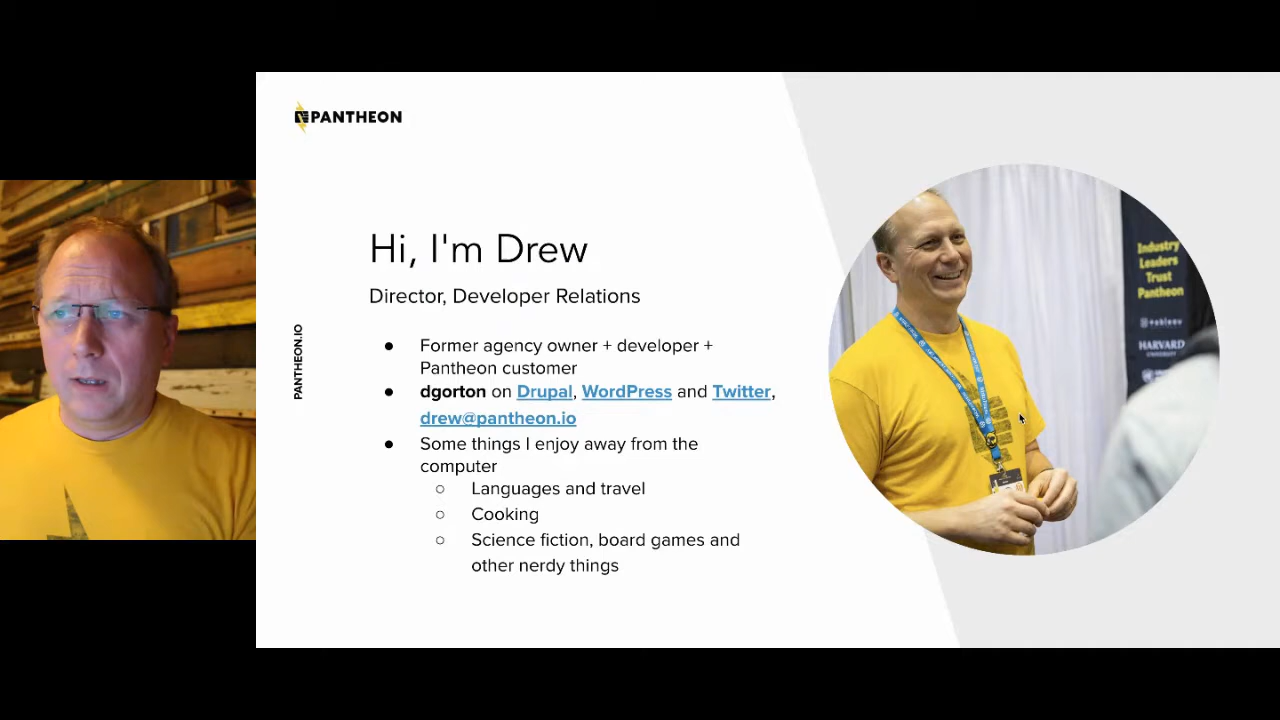 PANTHEON
Hi, I'm Drew
Director, Developer Relations
PANTHEON.IO
● Former agency owner + developer +
Pantheon customer
● dgorton on Drupal, WordPress and Twitter,
drew@pantheon.io
● Some things I enjoy away from the
computer
○ Languages and travel
○ Cooking
○ Science fiction, board games and
other nerdy things
Industry
Leaders
Trust
Pantheon
+ableau
HARVARD
UNIVERSITY